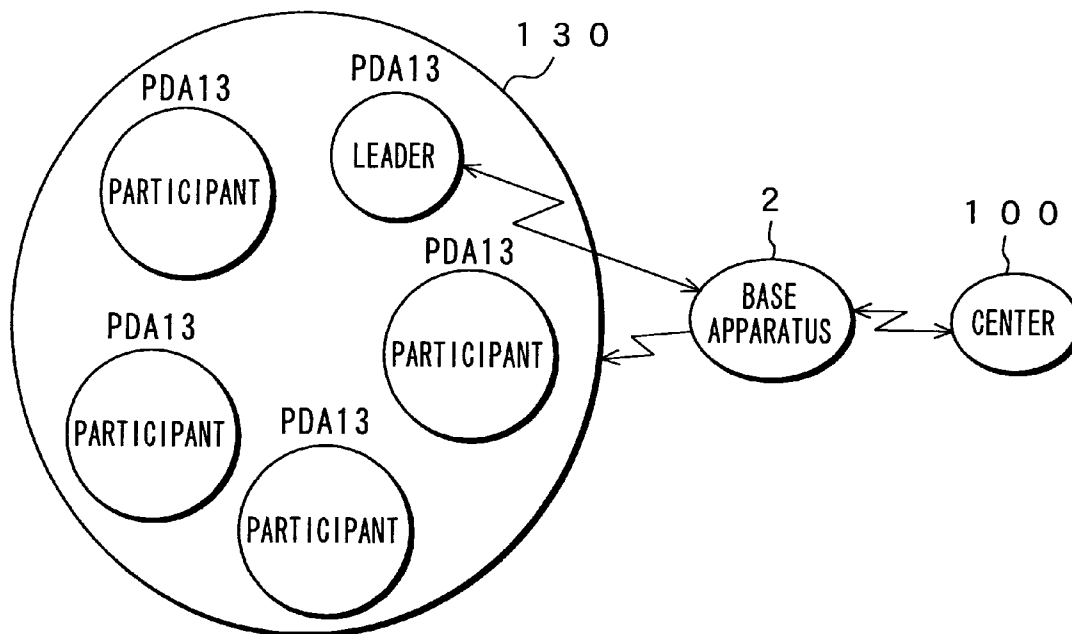 130
PDA13
LEADER
PDA13
PARTICIPANT
2
BASE
APPARATUS
100
CENTER
PDA13
PARTICIPANT
PDA13
PARTICIPANT
PDA13
PARTICIPANT